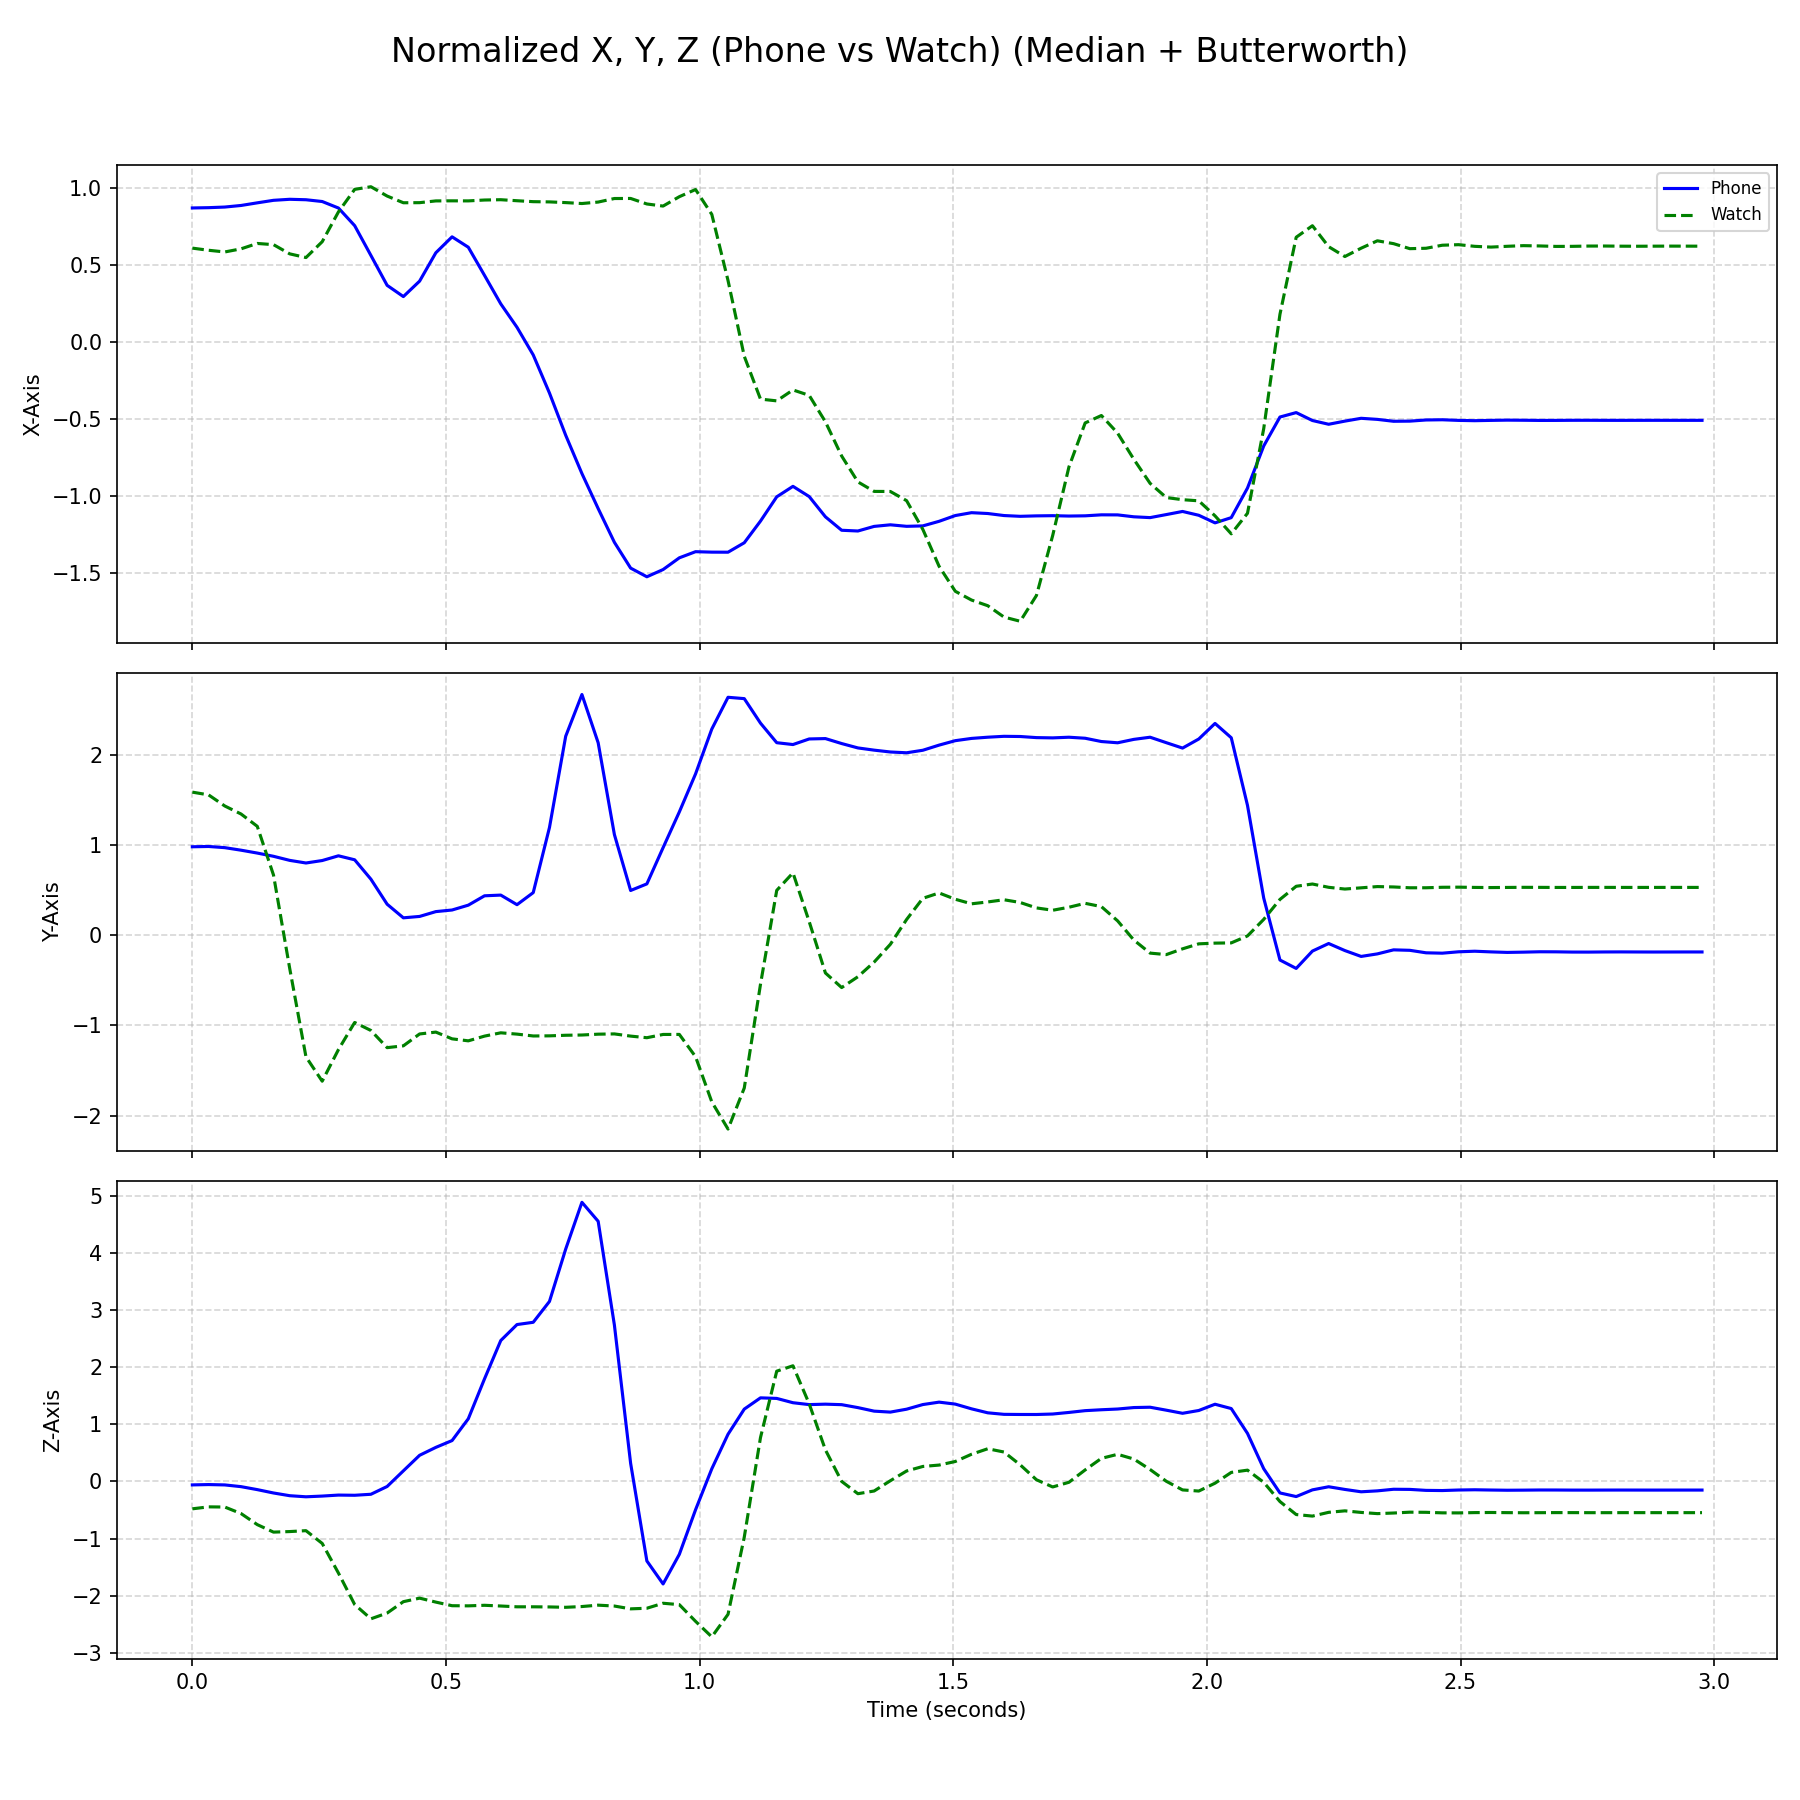 Normalized X, Y, Z (Phone vs Watch) (Median + Butterworth)
Phone
Watch
1.0
0.5
0.0
−0.5
−1.0
−1.5
X-Axis
2
1
0
−1
−2
Y-Axis
5
4
3
2
1
0
−1
−2
−3
Z-Axis
0.0 0.5 1.0 1.5 2.0 2.5 3.0
Time (seconds)